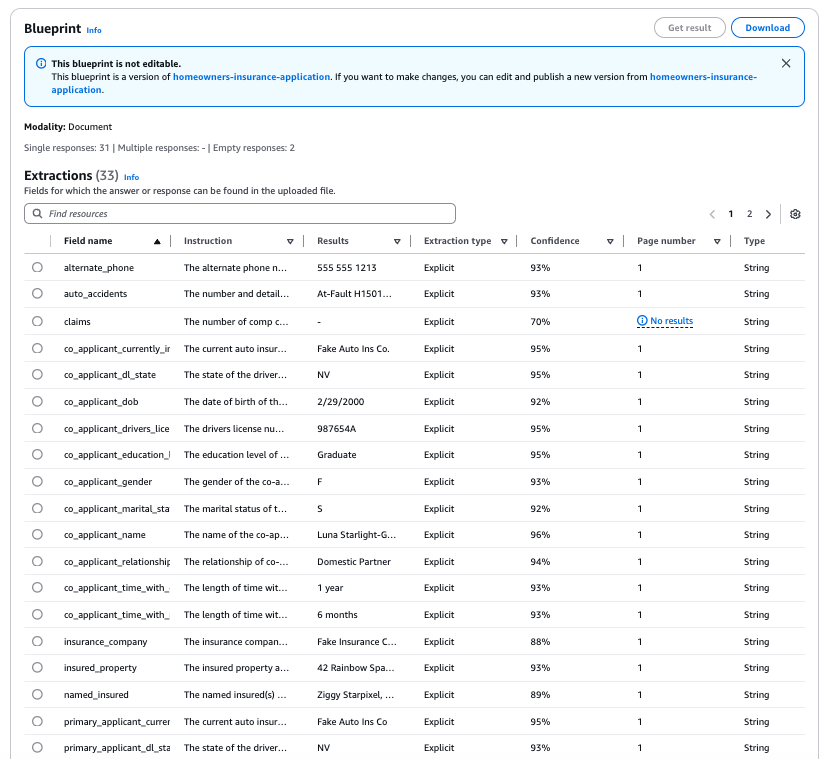 Blueprint Info Get result Download
This blueprint is not editable.
This blueprint is a version of homeowners-insurance-application. If you want to make changes, you can edit and publish a new version from homeowners-insurance-
application.
Modality: Document
Single responses: 31 | Multiple responses: - | Empty responses: 2
Extractions (33) Info
Fields for which the answer or response can be found in the uploaded file.
Find resources 1 2
Field name Instruction Results Extraction type Confidence Page number Type
alternate_phone The alternate phone n... 555 555 1213 Explicit 93% 1 String
auto_accidents The number and detail... At-Fault H1501... Explicit 93% 1 String
claims The number of comp c... - Explicit 70% No results String
co_applicant_currently_ir The current auto insur... Fake Auto Ins Co. Explicit 95% 1 String
co_applicant_dl_state The state of the driver... NV Explicit 95% 1 String
co_applicant_dob The date of birth of th... 2/29/2000 Explicit 92% 1 String
co_applicant_drivers_lice The drivers license nu... 987654A Explicit 95% 1 String
co_applicant_education_l The education level of ... Graduate Explicit 95% 1 String
co_applicant_gender The gender of the co-a... F Explicit 93% 1 String
co_applicant_marital_sta The marital status of t... S Explicit 92% 1 String
co_applicant_name The name of the co-ap... Luna Starlight-G... Explicit 96% 1 String
co_applicant_relationship The relationship of co-... Domestic Partner Explicit 94% 1 String
co_applicant_time_with_ The length of time wit... 1 year Explicit 93% 1 String
co_applicant_time_with_ The length of time wit... 6 months Explicit 93% 1 String
insurance_company The insurance compan... Fake Insurance C... Explicit 88% 1 String
insured_property The insured property a... 42 Rainbow Spa... Explicit 93% 1 String
named_insured The named insured(s) ... Ziggy Starpixel, ... Explicit 89% 1 String
primary_applicant_currer The current auto insur... Fake Auto Ins Co Explicit 95% 1 String
primary_applicant_dl_sta The state of the driver... NV Explicit 93% 1 String